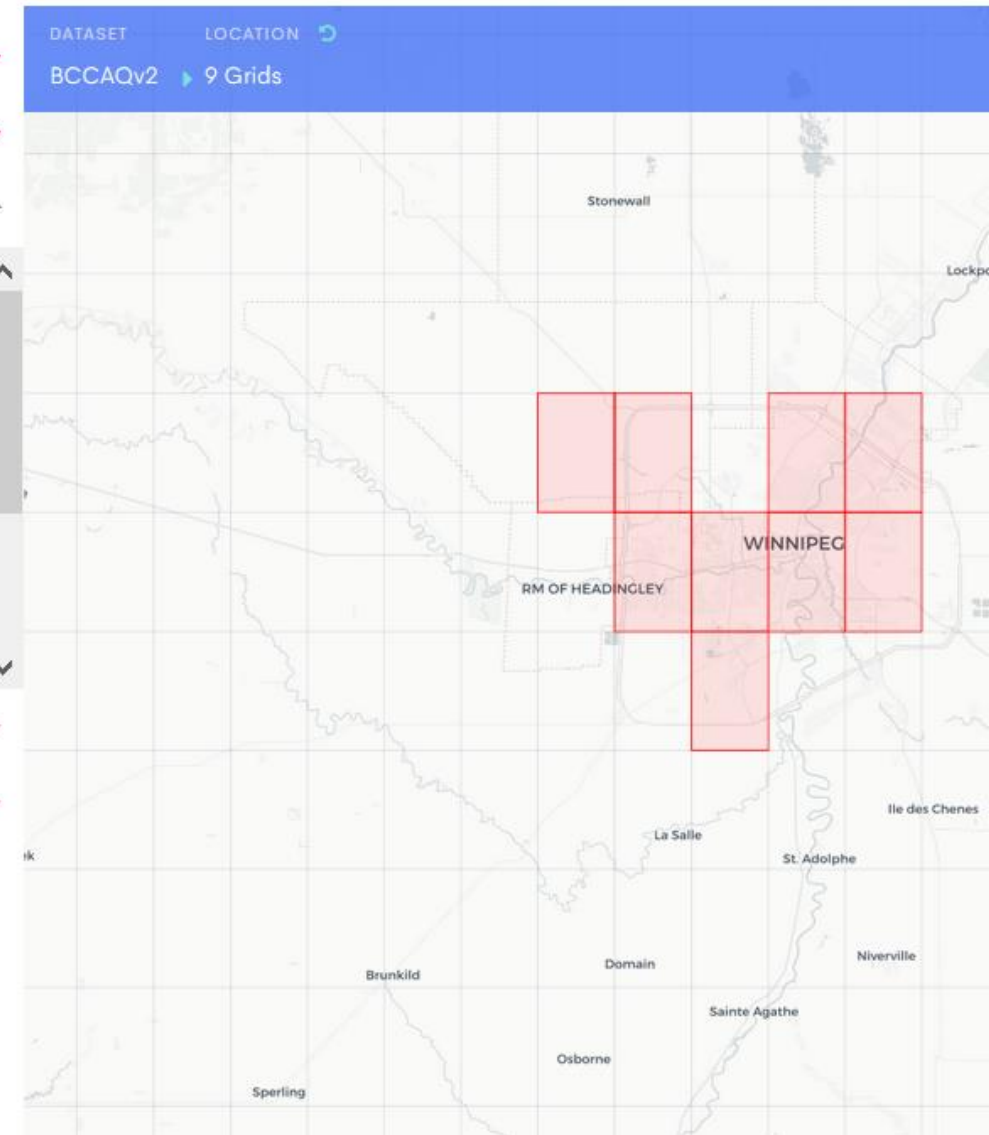 DATASET LOCATION
BCCAQv2 9 Grids
Stonewall
Lockpo
WINNIPEG
RM OF HEADINGLEY
Ile des Chenes
La Salle
ek
St. Adolphe
Niverville
Domain
Brunkild
Sainte Agathe
Osborne
Sperling